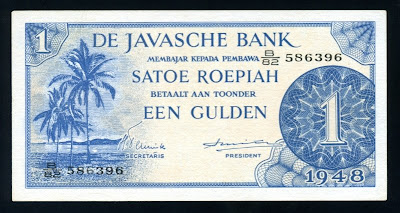 1
DE JAVASCHE BANK
MEMBAJAR KEPADA PEMBAWA
B/82 586396
SATOE ROEPIAH
BETAALT AAN TOONDER
EEN GULDEN
1
SECRETARIS
PRESIDENT
B/82 586396
1948